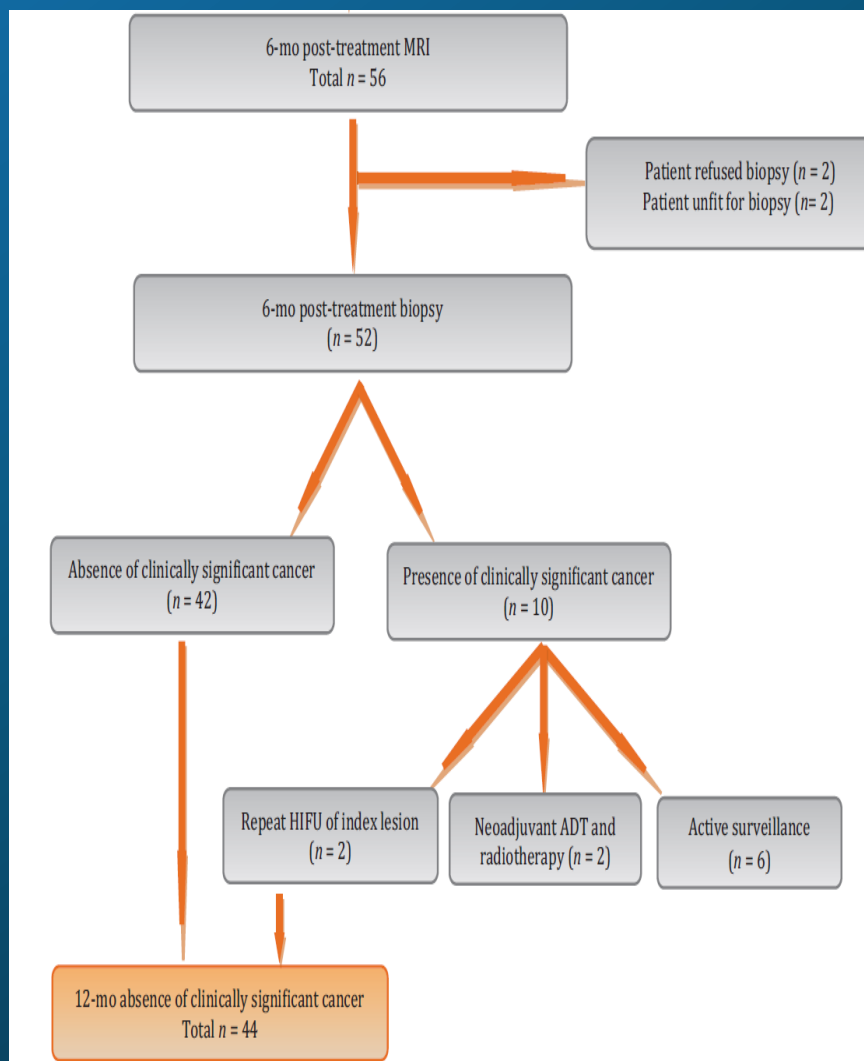 6-mo post-treatment MRI
Total n = 56
Patient refused biopsy (n = 2)
Patient unfit for biopsy (n= 2)
6-mo post-treatment biopsy
(n = 52)
Absence of clinically significant cancer
(n = 42)
Presence of clinically significant cancer
(n = 10)
Repeat HIFU of index lesion
(n = 2)
Neoadjuvant ADT and
radiotherapy (n = 2)
Active surveillance
(n = 6)
12-mo absence of clinically significant cancer
Total n = 44